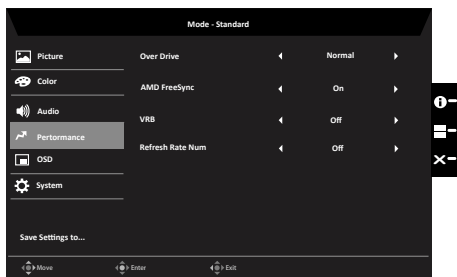 Mode - Standard
Picture
Over Drive Normal
Color
AMD FreeSync On
Audio
VRB Off
Pertormance
Refresh Rate Num Off
OSD
System
Save Settings to...
Move Enter Exit